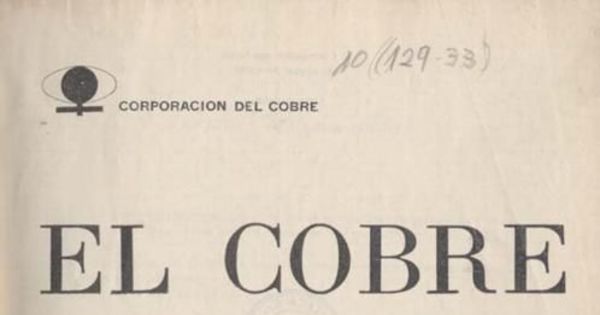 10 (129-33)
CORPORACION DEL COBRE
EL COBRE